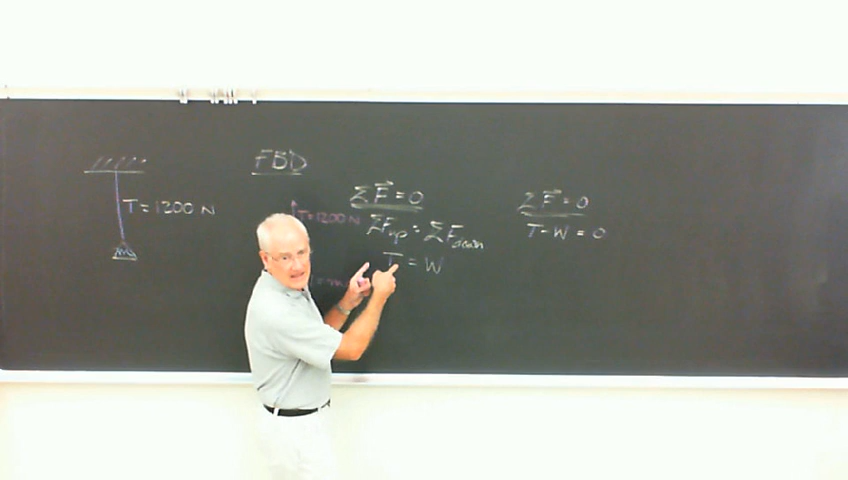 T = 1200 N
m
FBD
T = 1200 N
ΣF⃗ = 0
ΣF_up = ΣF_down
T = W
ΣF⃗ = 0
T - W = 0